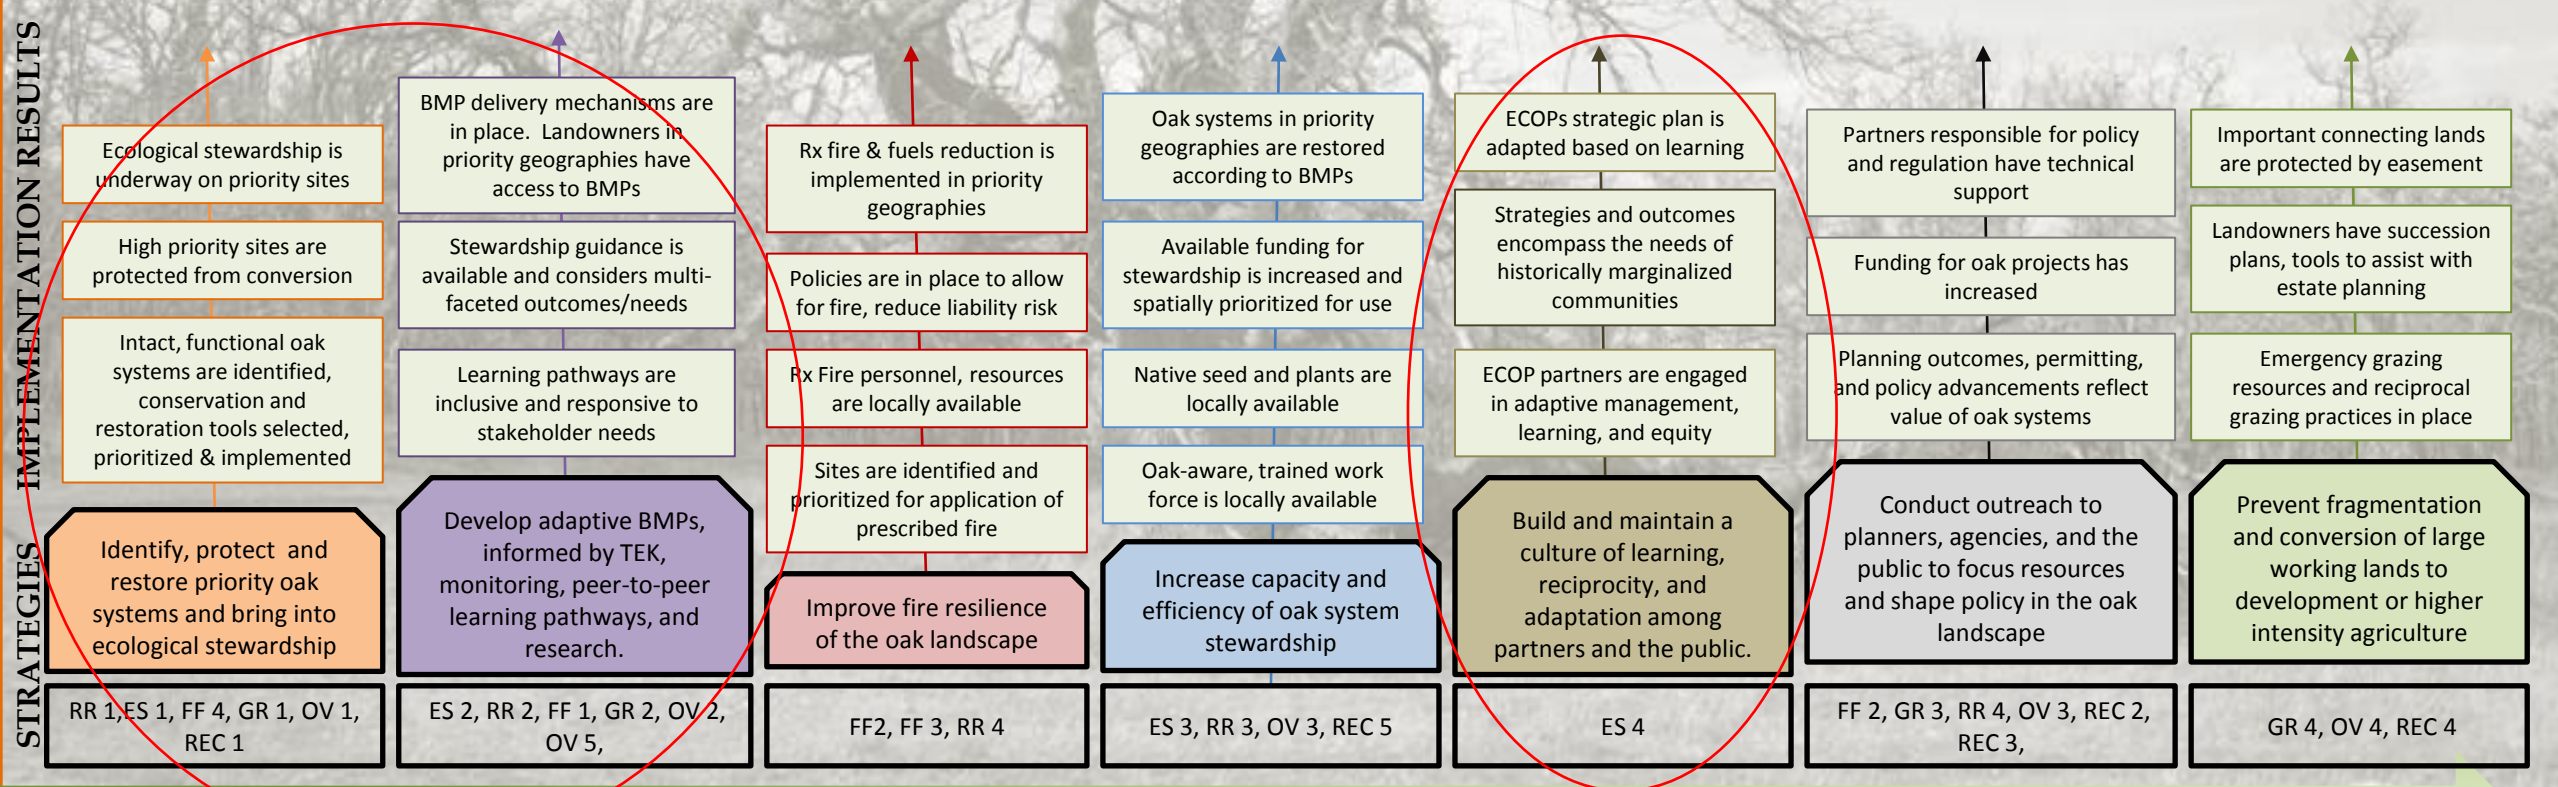 IMPLEMENTATION RESULTS
STRATEGIES
Ecological stewardship is
underway on priority sites
High priority sites are
protected from conversion
Intact, functional oak
systems are identified,
conservation and
restoration tools selected,
prioritized & implemented
Identify, protect and
restore priority oak
systems and bring into
ecological stewardship
RR 1,ES 1, FF 4, GR 1, OV 1,
REC 1
BMP delivery mechanisms are
in place. Landowners in
priority geographies have
access to BMPs
Stewardship guidance is
available and considers multi-
faceted outcomes/needs
Learning pathways are
inclusive and responsive to
stakeholder needs
Develop adaptive BMPs,
informed by TEK,
monitoring, peer-to-peer
learning pathways, and
research.
ES 2, RR 2, FF 1, GR 2, OV 2,
OV 5,
Rx fire & fuels reduction is
implemented in priority
geographies
Policies are in place to allow
for fire, reduce liability risk
Rx Fire personnel, resources
are locally available
Sites are identified and
prioritized for application of
prescribed fire
Improve fire resilience
of the oak landscape
FF2, FF 3, RR 4
Oak systems in priority
geographies are restored
according to BMPs
Available funding for
stewardship is increased and
spatially prioritized for use
Native seed and plants are
locally available
Oak-aware, trained work
force is locally available
Increase capacity and
efficiency of oak system
stewardship
ES 3, RR 3, OV 3, REC 5
ECOPs strategic plan is
adapted based on learning
Strategies and outcomes
encompass the needs of
historically marginalized
communities
ECOP partners are engaged
in adaptive management,
learning, and equity
Build and maintain a
culture of learning,
reciprocity, and
adaptation among
partners and the public.
ES 4
Partners responsible for policy
and regulation have technical
support
Funding for oak projects has
increased
Planning outcomes, permitting,
and policy advancements reflect
value of oak systems
Conduct outreach to
planners, agencies, and the
public to focus resources
and shape policy in the oak
landscape
FF 2, GR 3, RR 4, OV 3, REC 2,
REC 3,
Important connecting lands
are protected by easement
Landowners have succession
plans, tools to assist with
estate planning
Emergency grazing
resources and reciprocal
grazing practices in place
Prevent fragmentation
and conversion of large
working lands to
development or higher
intensity agriculture
GR 4, OV 4, REC 4